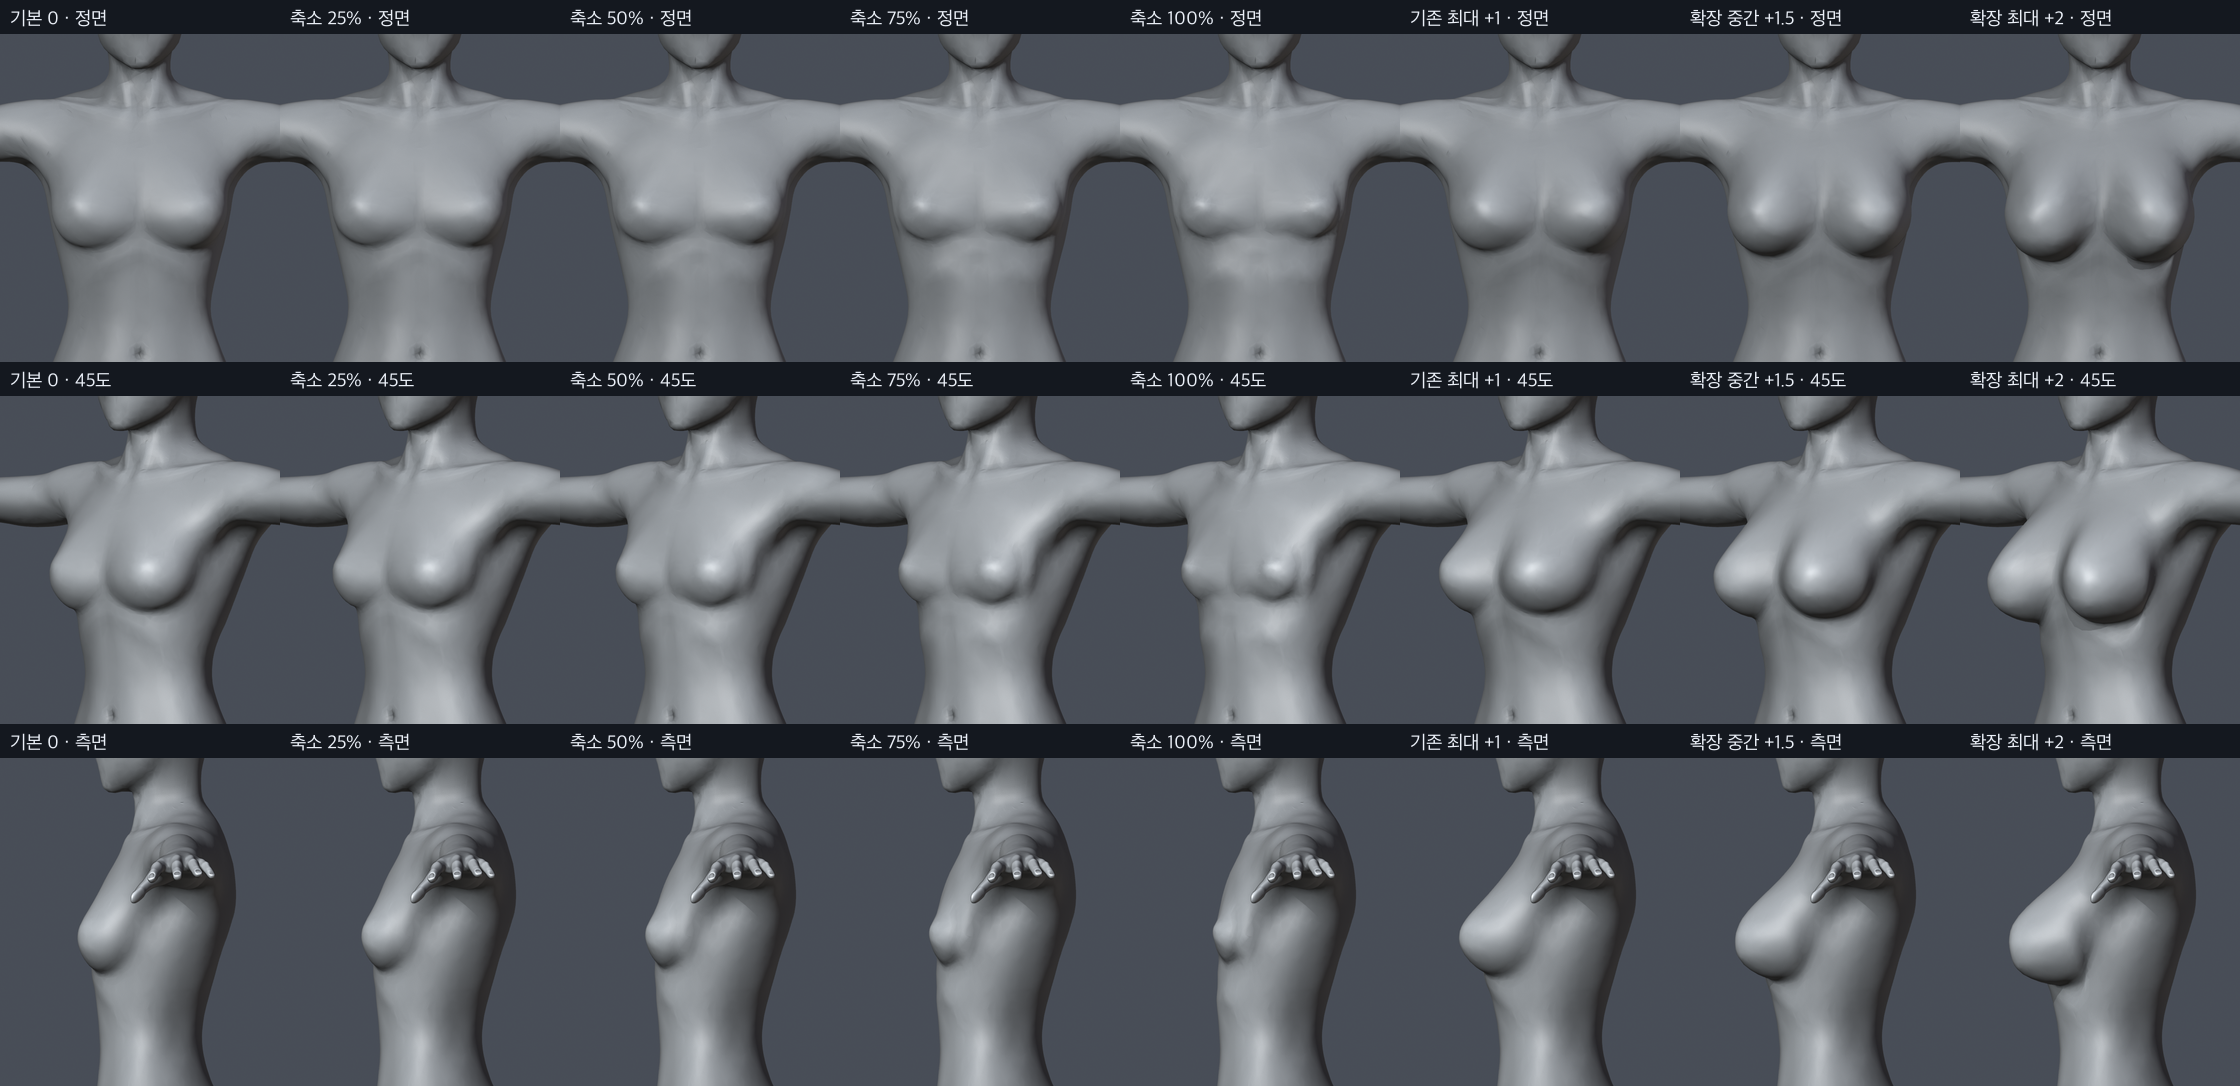 기본 0 · 정면
축소 25% · 정면
축소 50% · 정면
축소 75% · 정면
축소 100% · 정면
기존 최대 +1 · 정면
확장 중간 +1.5 · 정면
확장 최대 +2 · 정면
기본 0 · 45도
축소 25% · 45도
축소 50% · 45도
축소 75% · 45도
축소 100% · 45도
기존 최대 +1 · 45도
확장 중간 +1.5 · 45도
확장 최대 +2 · 45도
기본 0 · 측면
축소 25% · 측면
축소 50% · 측면
축소 75% · 측면
축소 100% · 측면
기존 최대 +1 · 측면
확장 중간 +1.5 · 측면
확장 최대 +2 · 측면